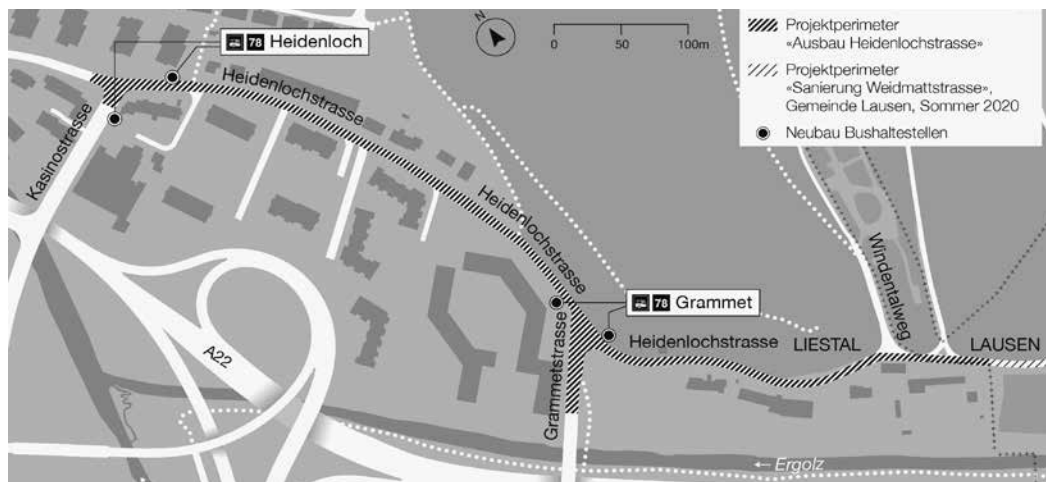 78 Heidenloch
N
0 50 100m
Projektperimeter
«Ausbau Heidenlochstrasse»
Projektperimeter
«Sanierung Weidmattstrasse»,
Gemeinde Lausen, Sommer 2020
Neubau Bushaltestellen
Heidenlochstrasse
Kasinostrasse
Heidenlochstrasse
Windentalweg
78 Grammet
Heidenlochstrasse
LIESTAL
LAUSEN
A22
Grammetstrasse
← Ergolz